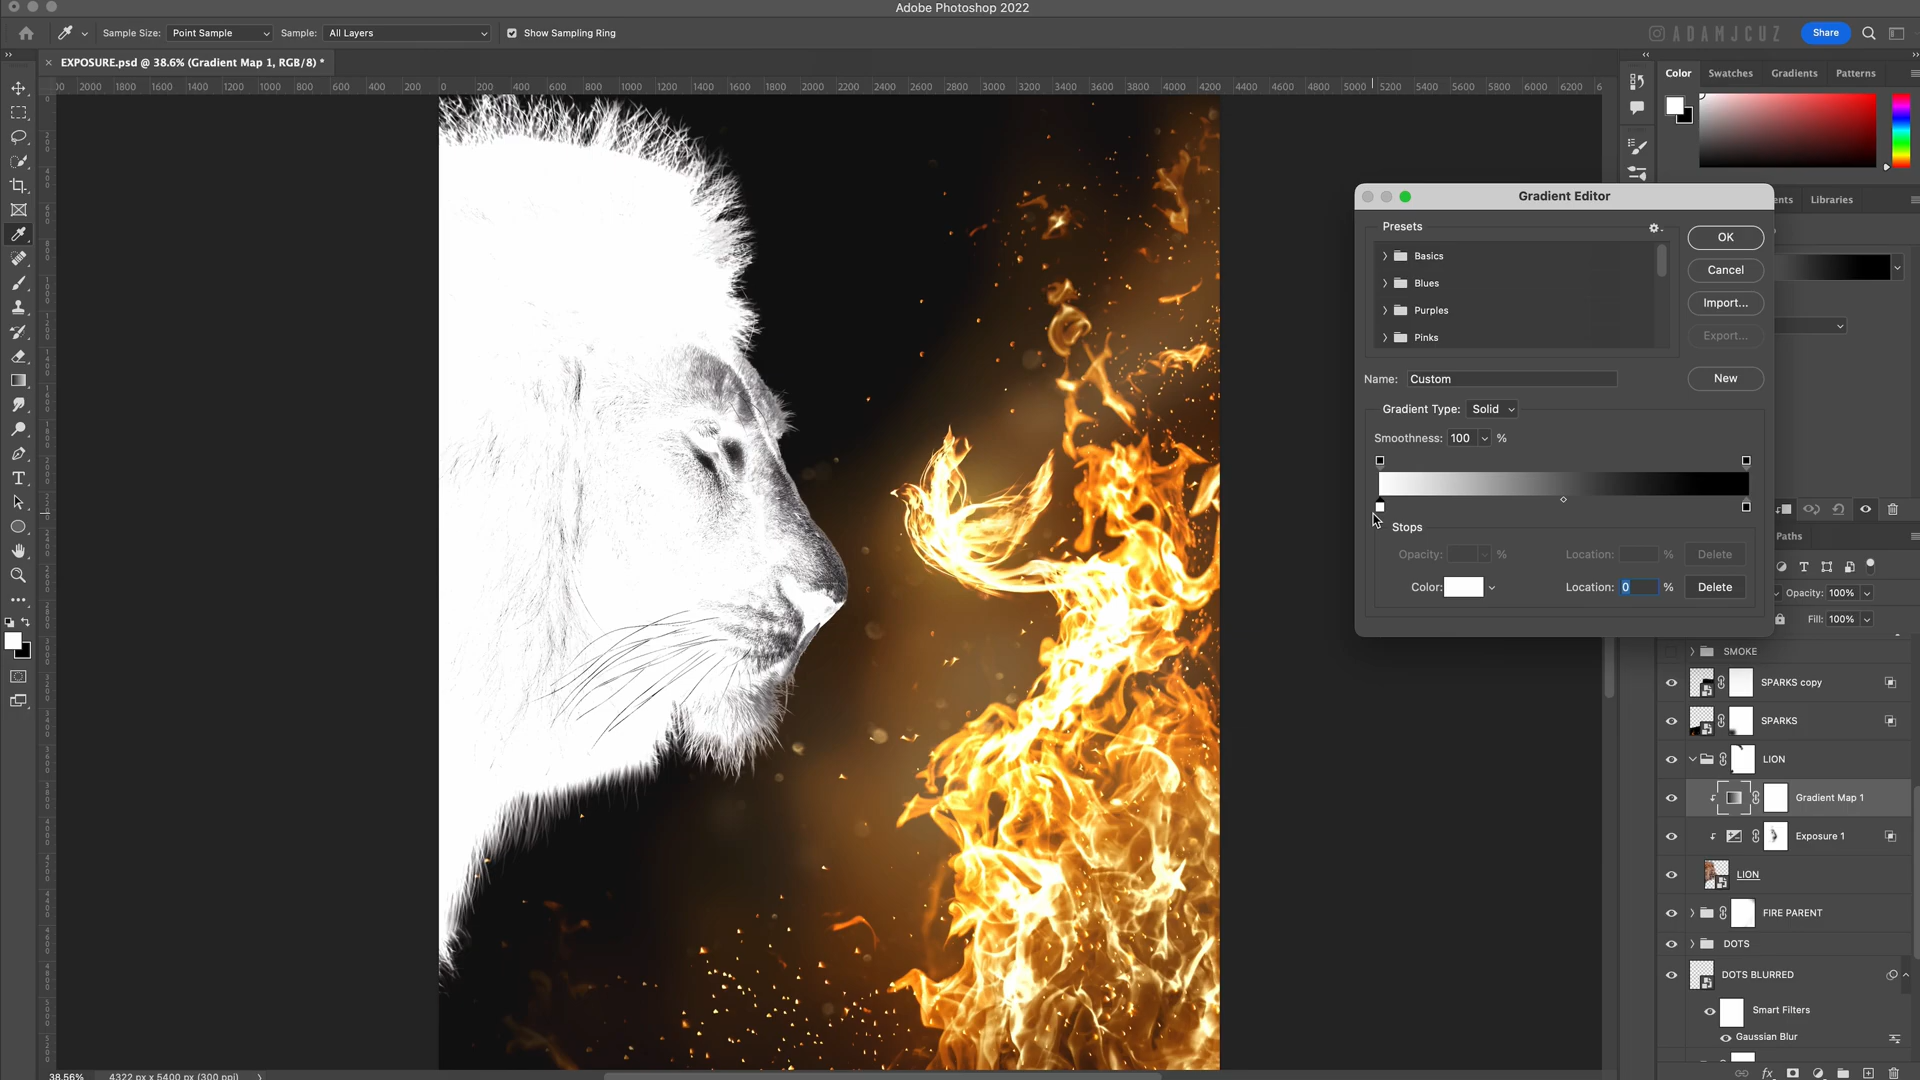 Adobe Photoshop 2022
Sample Size: Point Sample Sample: All Layers Show Sampling Ring
ADAMJCUZ
Share
EXPOSURE.psd @ 38.6% (Gradient Map 1, RGB/8) *
Color Swatches Gradients Patterns
00 2000 1800 1600 1400 1200 1000 800 600 400 200 0 200 400 600 800 1000 1200 1400 1600 1800 2000 2200 2400 2600 2800 3000 3200 3400 3600 3800 4000 4200 4400 4600 4800 5000 5200 5400 5600 5800 6000 6200 6
Gradient Editor
ents Libraries
Presets
OK
Basics
Cancel
Blues
Import...
Purples
Export...
Pinks
Name: Custom
New
Gradient Type: Solid
Smoothness: 100 %
Stops
Paths
Opacity: % Location: % Delete
Color: Location: 0 % Delete
Opacity: 100%
Fill: 100%
SMOKE
SPARKS copy
SPARKS
LION
Gradient Map 1
Exposure 1
LION
FIRE PARENT
DOTS
DOTS BLURRED
Smart Filters
Gaussian Blur
38.56% 4322 px x 5400 px (300 ppi)